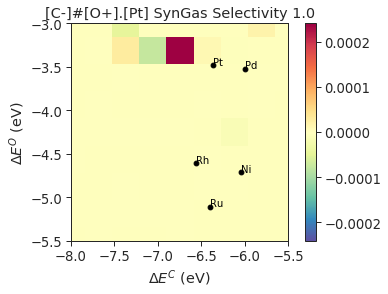 [C-]#[O+].[Pt] SynGas Selectivity 1.0
−3.0
−3.5
−4.0
−4.5
−5.0
−5.5
ΔE^O (eV)
Pt
Pd
Rh
Ni
Ru
−8.0 −7.5 −7.0 −6.5 −6.0 −5.5
ΔE^C (eV)
0.0002
0.0001
0.0000
−0.0001
−0.0002